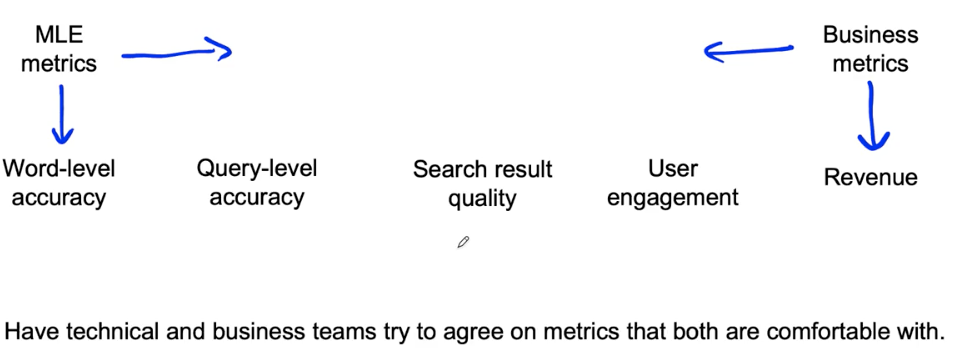 MLE
metrics
Business
metrics
Word-level
accuracy
Query-level
accuracy
Search result
quality
User
engagement
Revenue
Have technical and business teams try to agree on metrics that both are comfortable with.